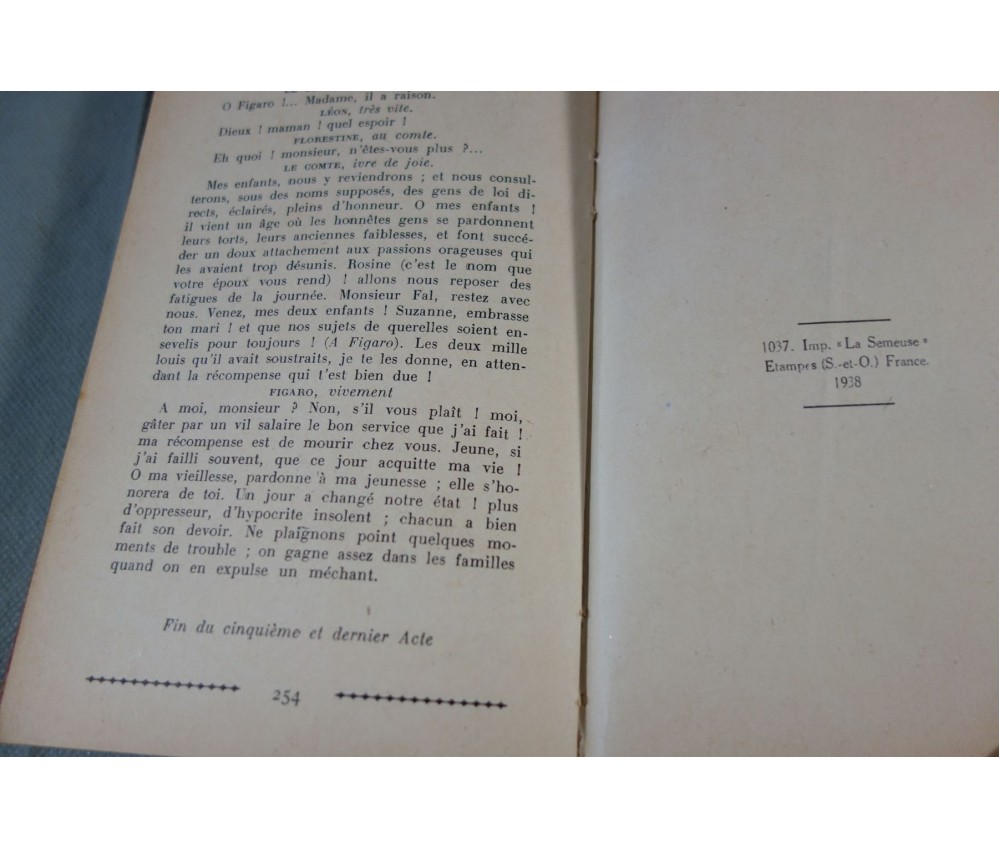 O Figaro !... Madame, il a raison.
LÉON, très vite.
Dieux ! maman ! quel espoir !
FLORESTINE, au comte.
Eh quoi ! monsieur, n'êtes-vous plus ?...
LE COMTE, ivre de joie.
Mes enfants, nous y reviendrons ; et nous consul-
terons, sous des noms supposés, des gens de loi di-
rects, éclairés, pleins d'honneur. O mes enfants !
il vient un âge où les honnêtes gens se pardonnent
leurs torts, leurs anciennes faiblesses, et font succé-
der un doux attachement aux passions orageuses qui
les avaient trop désunis. Rosine (c'est le nom que
votre époux vous rend) ! allons nous reposer des
fatigues de la journée. Monsieur Fal, restez avec
nous. Venez, mes deux enfants ! Suzanne, embrasse
ton mari ! et que nos sujets de querelles soient en-
sevelis pour toujours ! (A Figaro). Les deux mille
louis qu'il avait soustraits, je te les donne, en atten-
dant la récompense qui t'est bien due !
FIGARO, vivement
A moi, monsieur ? Non, s'il vous plaît ! moi,
gâter par un vil salaire le bon service que j'ai fait !
ma récompense est de mourir chez vous. Jeune, si
j'ai failli souvent, que ce jour acquitte ma vie !
O ma vieillesse, pardonne à ma jeunesse ; elle s'ho-
norera de toi. Un jour a changé notre état ! plus
d'oppresseur, d'hypocrite insolent ; chacun a bien
fait son devoir. Ne plaignons point quelques mo-
ments de trouble ; on gagne assez dans les familles
quand on en expulse un méchant.
Fin du cinquième et dernier Acte
254
1037. Imp. "La Semeuse"
Etampes (S.-et-O.) France.
1938